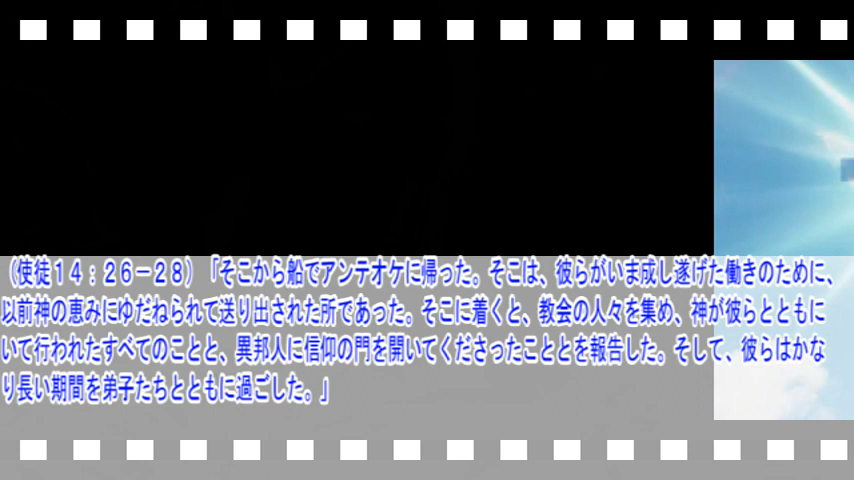 （使徒１４：２６－２８）「そこから船でアンテオケに帰った。そこは、彼らがいま成し遂げた働きのために、
以前神の恵みにゆだねられて送り出された所であった。そこに着くと、教会の人々を集め、神が彼らとともに
いて行われたすべてのことと、異邦人に信仰の門を開いてくださったこととを報告した。そして、彼らはかな
り長い期間を弟子たちとともに過ごした。」